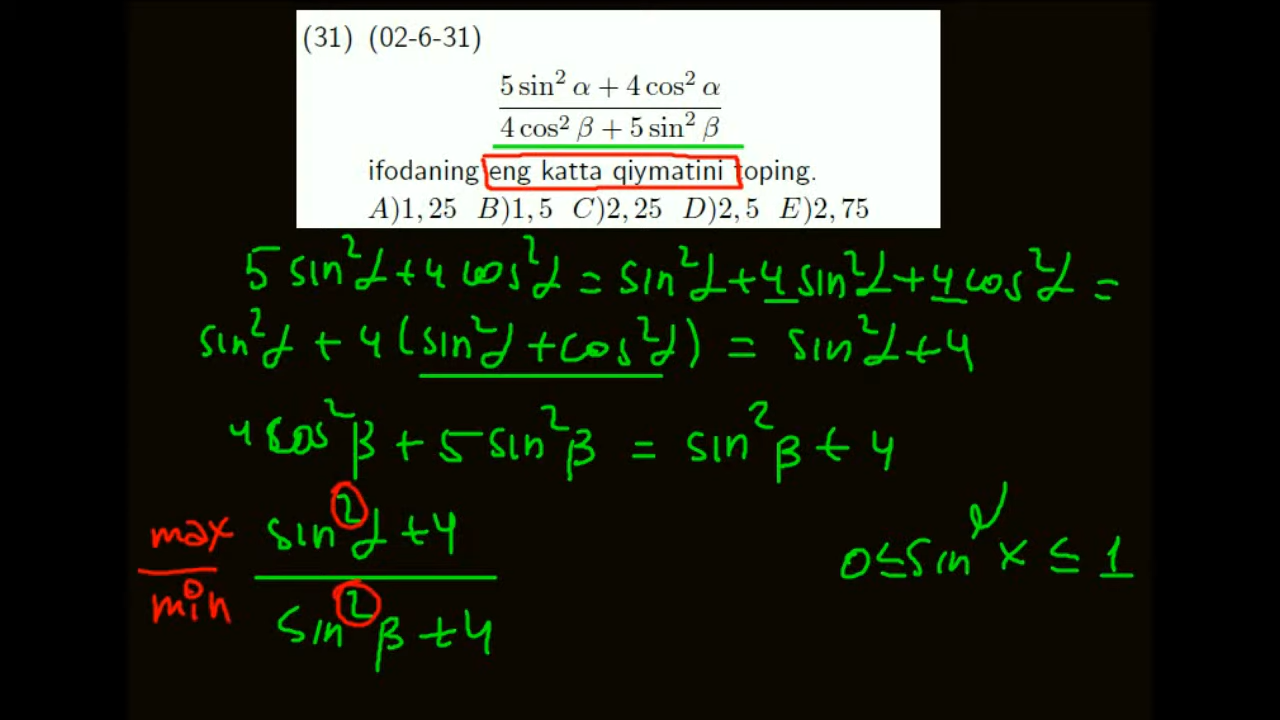 (31) (02-6-31)
5 sin² α + 4 cos² α
4 cos² β + 5 sin² β
ifodaning eng katta qiymatini toping.
A)1, 25 B)1, 5 C)2, 25 D)2, 5 E)2, 75
5 sin²α + 4 cos²α = sin²α + 4 sin²α + 4 cos²α =
sin²α + 4 (sin²α + cos²α) = sin²α + 4
4 cos²β + 5 sin²β = sin²β + 4
max sin²α + 4
0 ≤ sin² x ≤ 1
min sin²β + 4